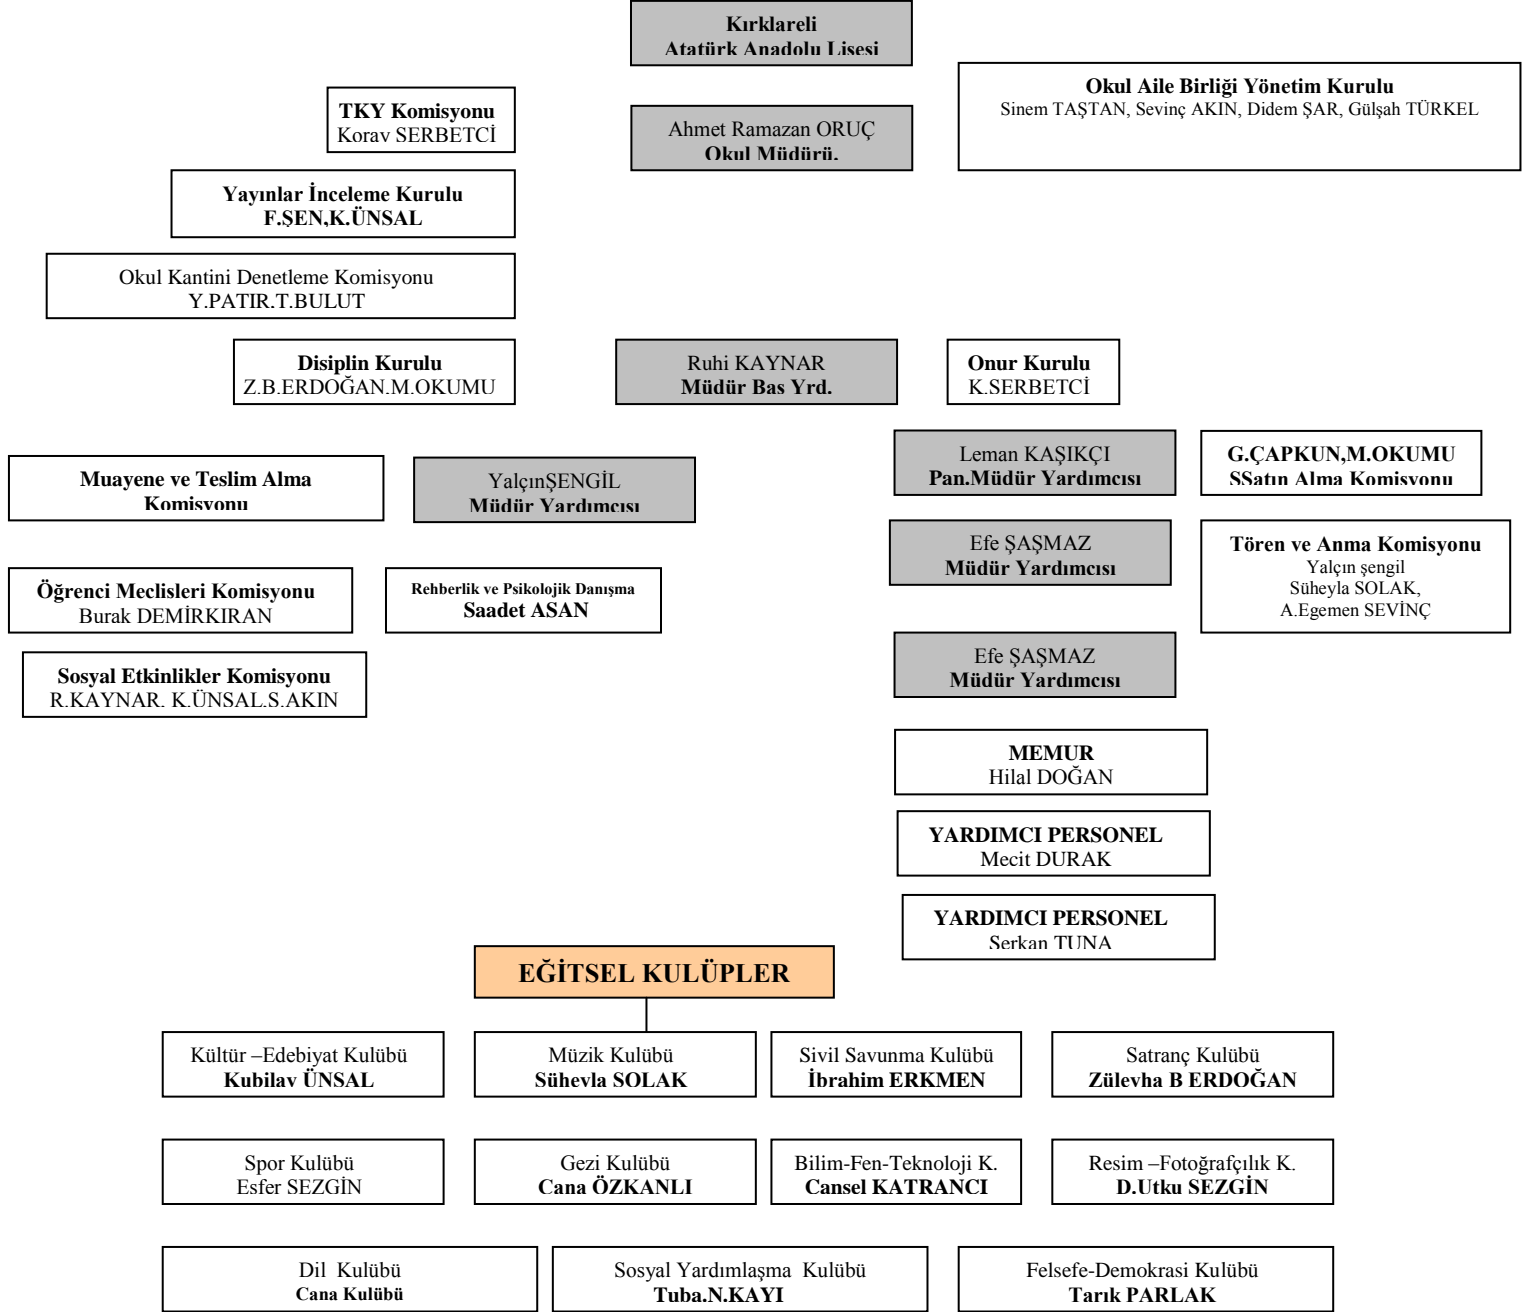 Kırklareli
Atatürk Anadolu Lisesi
Okul Aile Birliği Yönetim Kurulu
Sinem TAŞTAN, Sevinç AKIN, Didem ŞAR, Gülşah TÜRKEL
TKY Komisyonu
Korav SERBETCİ
Ahmet Ramazan ORUÇ
Okul Müdürü.
Yayınlar İnceleme Kurulu
F.ŞEN,K.ÜNSAL
Okul Kantini Denetleme Komisyonu
Y.PATIR.T.BULUT
Disiplin Kurulu
Z.B.ERDOĞAN.M.OKUMU
Ruhi KAYNAR
Müdür Bas Yrd.
Onur Kurulu
K.SERBETCİ
Leman KAŞIKÇI
Pan.Müdür Yardımcısı
G.ÇAPKUN,M.OKUMU
SSatın Alma Komisyonu
Muayene ve Teslim Alma
Komisyonu
YalçınŞENGİL
Müdür Yardımcısı
Efe ŞAŞMAZ
Müdür Yardımcısı
Tören ve Anma Komisyonu
Yalçın şengil
Süheyla SOLAK,
A.Egemen SEVİNÇ
Öğrenci Meclisleri Komisyonu
Burak DEMİRKIRAN
Rehberlik ve Psikolojik Danışma
Saadet ASAN
Efe ŞAŞMAZ
Müdür Yardımcısı
Sosyal Etkinlikler Komisyonu
R.KAYNAR. K.ÜNSAL.S.AKIN
MEMUR
Hilal DOĞAN
YARDIMCI PERSONEL
Mecit DURAK
YARDIMCI PERSONEL
Serkan TUNA
EĞİTSEL KULÜPLER
Kültür –Edebiyat Kulübü
Kubilav ÜNSAL
Müzik Kulübü
Sühevla SOLAK
Sivil Savunma Kulübü
İbrahim ERKMEN
Satranç Kulübü
Zülevha B ERDOĞAN
Spor Kulübü
Esfer SEZGİN
Gezi Kulübü
Cana ÖZKANLI
Bilim-Fen-Teknoloji K.
Cansel KATRANCI
Resim –Fotoğrafçılık K.
D.Utku SEZGİN
Dil Kulübü
Cana Kulübü
Sosyal Yardımlaşma Kulübü
Tuba.N.KAYI
Felsefe-Demokrasi Kulübü
Tarık PARLAK